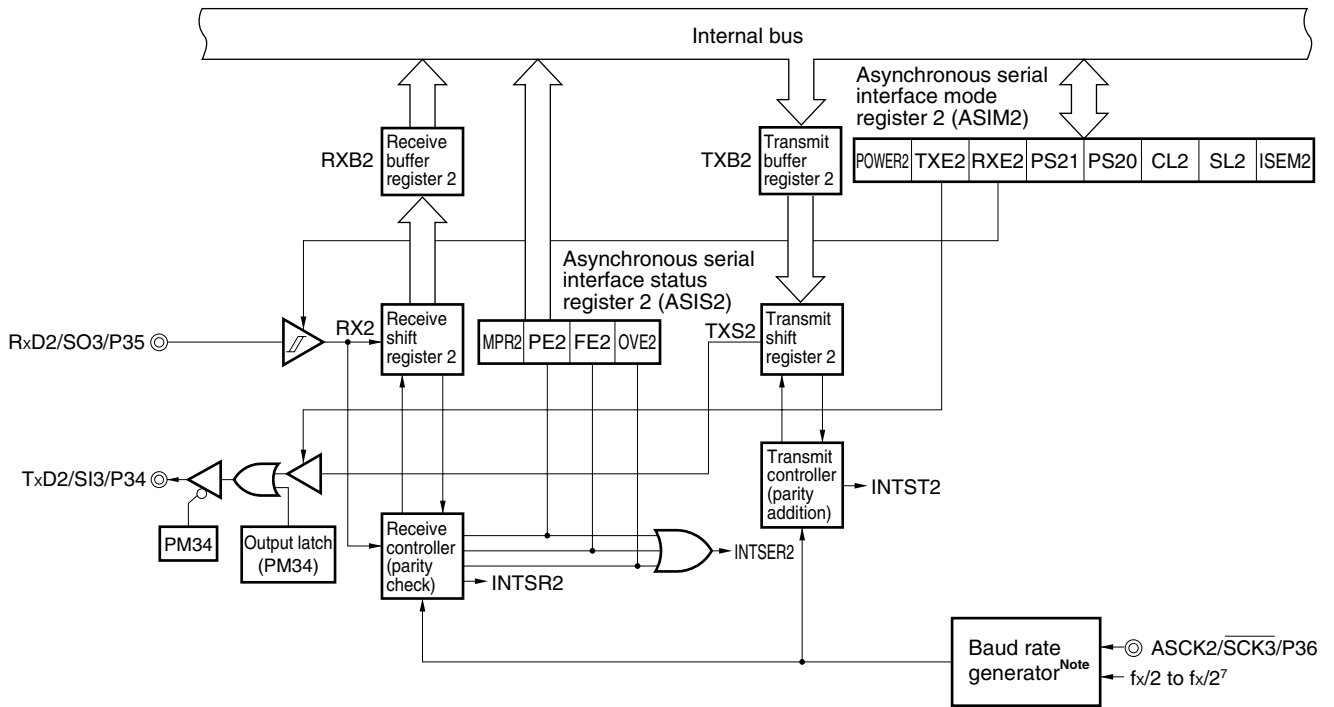 Internal bus
Asynchronous serial
interface mode
register 2 (ASIM2)
RXB2
Receive
buffer
register 2
TXB2
Transmit
buffer
register 2
POWER2 TXE2 RXE2 PS21 PS20 CL2 SL2 ISEM2
Asynchronous serial
interface status
register 2 (ASIS2)
RxD2/SO3/P35
RX2
Receive
shift
register 2
MPR2 PE2 FE2 OVE2
TXS2
Transmit
shift
register 2
TxD2/SI3/P34
PM34
Output latch
(PM34)
Receive
controller
(parity
check)
INTSR2
INTSER2
Transmit
controller
(parity
addition)
INTST2
Baud rate
generator Note
ASCK2/SCK3/P36
fx/2 to fx/2⁷